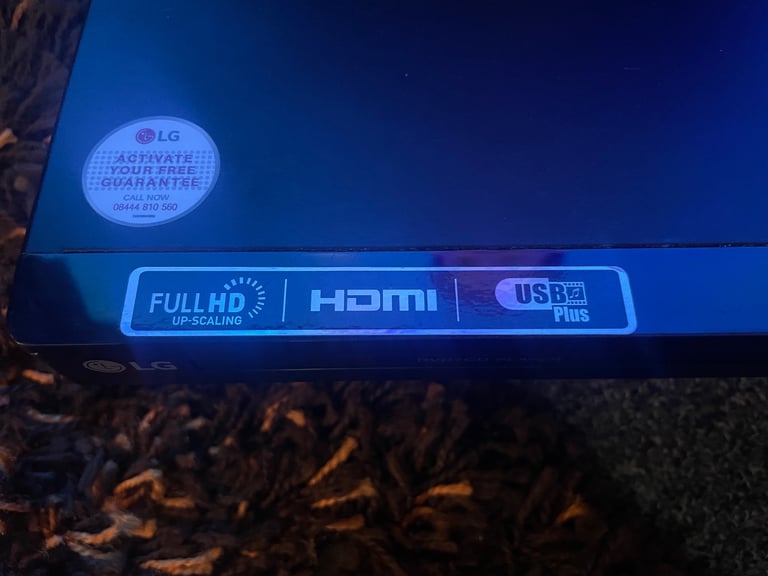 LG
ACTIVATE
YOUR FREE
GUARANTEE
CALL NOW
08444 810 560
FULL HD
UP-SCALING
HDMI
USB
Plus
LG